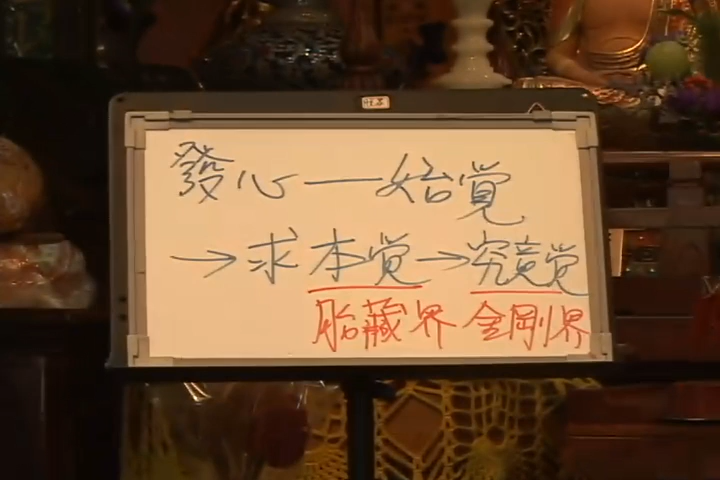 發心—始覚
→求本覚→究竟覚
胎藏界 金剛界